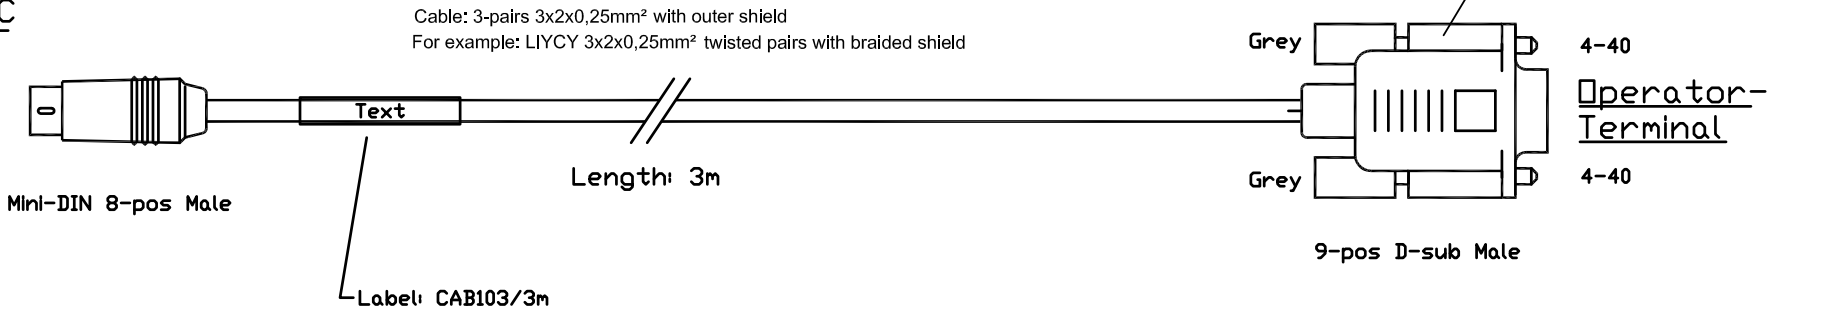 C
Cable: 3-pairs 3x2x0,25mm² with outer shield
For example: LIYCY 3x2x0,25mm² twisted pairs with braided shield
Grey
4-40
Operator-
Terminal
Text
Length: 3m
Grey
4-40
Mini-DIN 8-pos Male
9-pos D-sub Male
Label: CAB103/3m